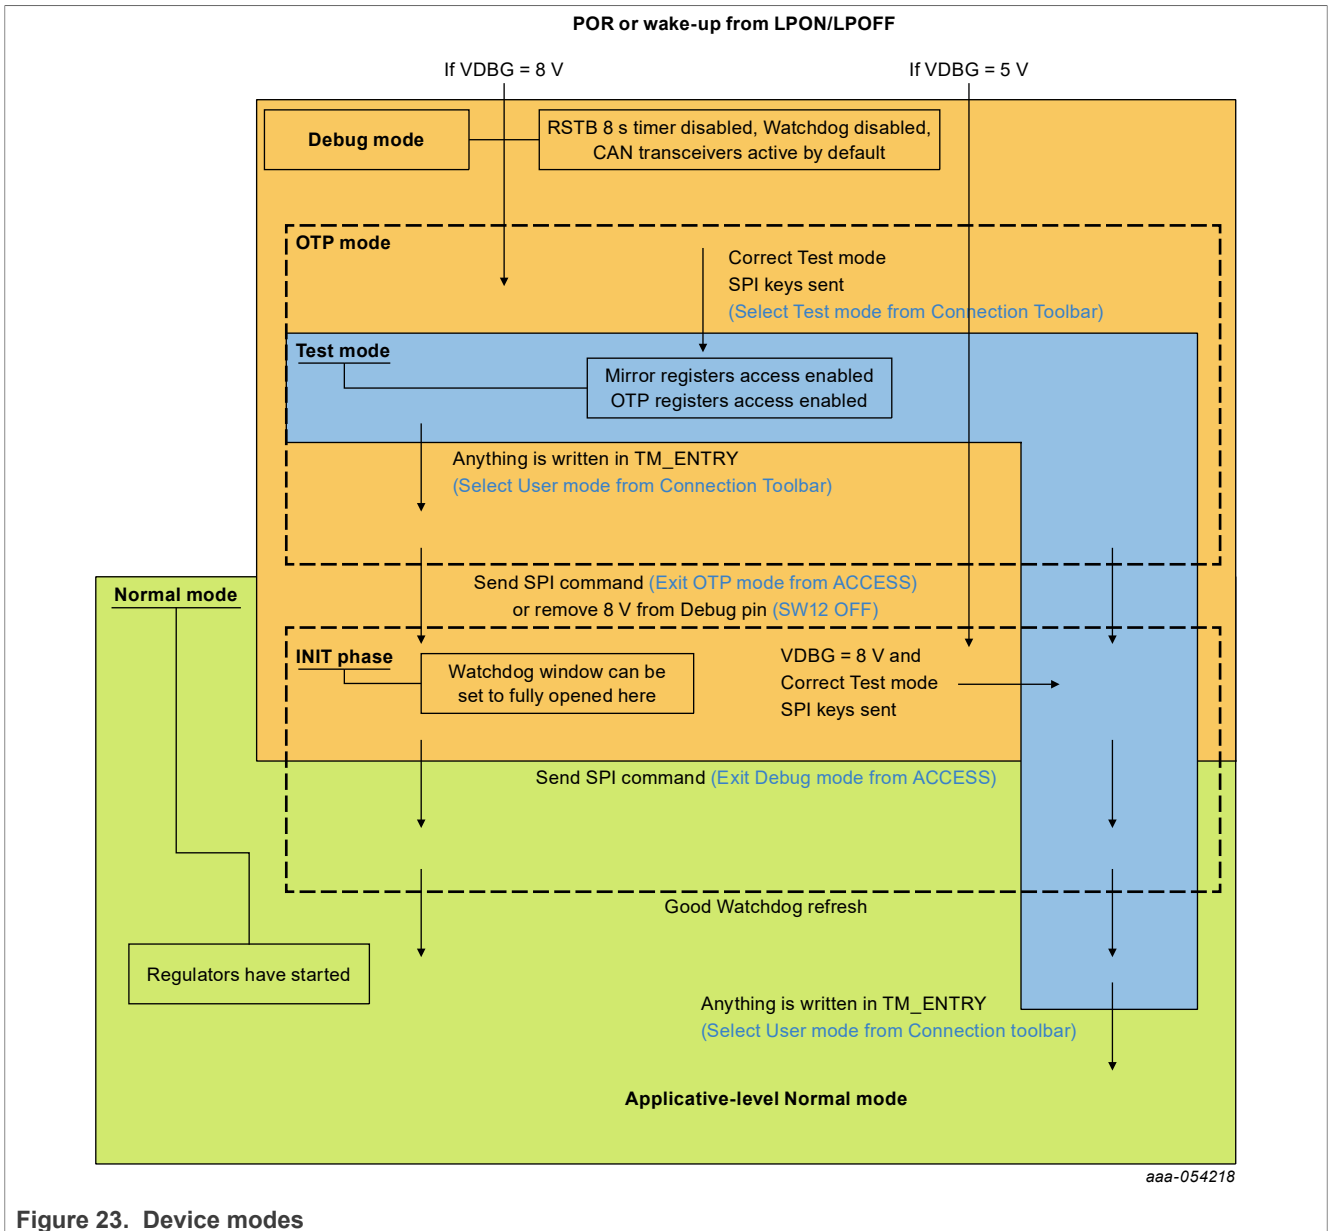 POR or wake-up from LPON/LPOFF
If VDBG = 8 V
If VDBG = 5 V
Debug mode
RSTB 8 s timer disabled, Watchdog disabled,
CAN transceivers active by default
OTP mode
Correct Test mode
SPI keys sent
(Select Test mode from Connection Toolbar)
Test mode
Mirror registers access enabled
OTP registers access enabled
Anything is written in TM_ENTRY
(Select User mode from Connection Toolbar)
Send SPI command (Exit OTP mode from ACCESS)
or remove 8 V from Debug pin (SW12 OFF)
Normal mode
INIT phase
Watchdog window can be
set to fully opened here
VDBG = 8 V and
Correct Test mode
SPI keys sent
Send SPI command (Exit Debug mode from ACCESS)
Good Watchdog refresh
Regulators have started
Anything is written in TM_ENTRY
(Select User mode from Connection toolbar)
Applicative-level Normal mode
aaa-054218
Figure 23. Device modes